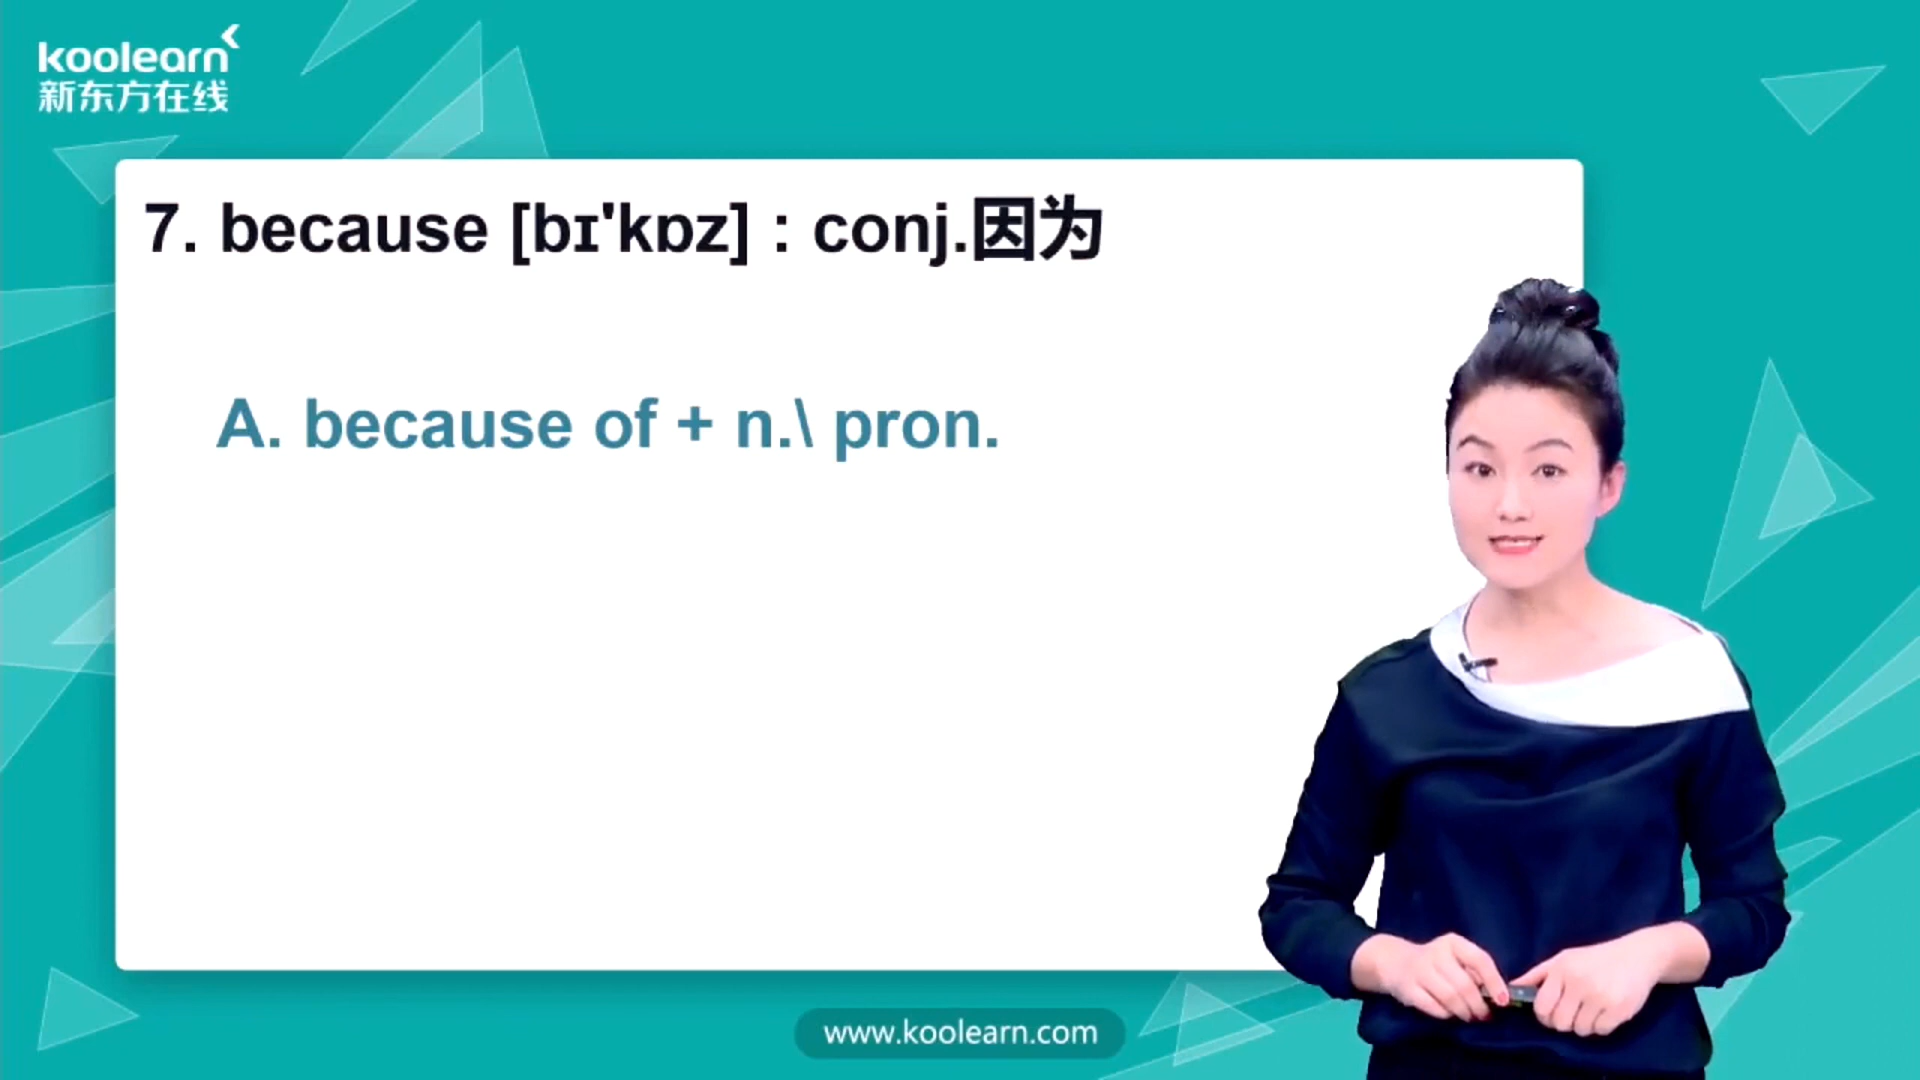 koolearn
新东方在线
7. because [bɪ'kɒz] : conj.因为
A. because of + n.\ pron.
www.koolearn.com